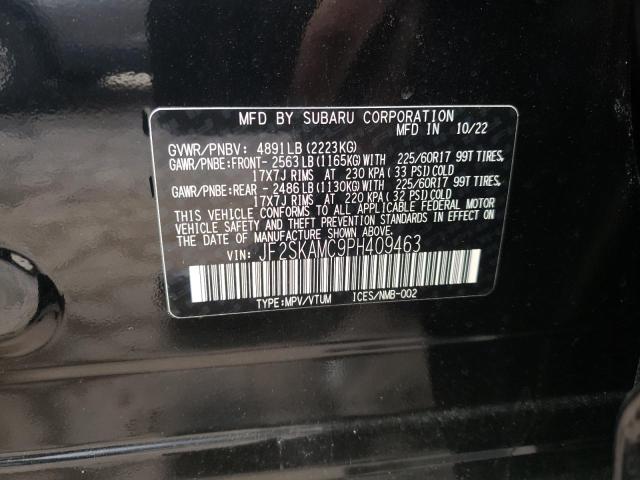 MFD BY SUBARU CORPORATION
MFD IN 10/22
GVWR/PNBV: 4891LB(2223KG)
GAWR/PNBE:FRONT- 2563LB(1165KG)WITH 225/60R17 99T TIRES,
17X7J RIMS AT 230 KPA( 33 PSI)COLD
GAWR/PNBE:REAR - 2486LB(1130KG)WITH 225/60R17 99T TIRES,
17X7J RIMS AT 220 KPA( 32 PSI)COLD
THIS VEHICLE CONFORMS TO ALL APPLICABLE FEDERAL MOTOR
VEHICLE SAFETY AND THEFT PREVENTION STANDARDS IN EFFECT ON
THE DATE OF MANUFACTURE SHOWN ABOVE.
VIN: JF2SKAMC9PH409463
TYPE:MPV/VTUM ICES/NMB-002